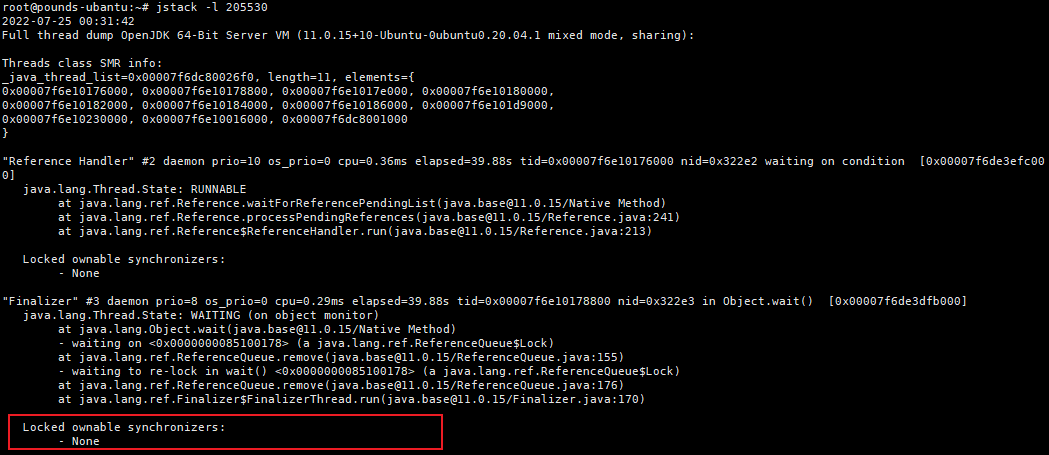 root@pounds-ubuntu:~# jstack -l 205530
2022-07-25 00:31:42
Full thread dump OpenJDK 64-Bit Server VM (11.0.15+10-Ubuntu-0ubuntu0.20.04.1 mixed mode, sharing):
Threads class SMR info:
_java_thread_list=0x00007f6dc80026f0, length=11, elements={
0x00007f6e10176000, 0x00007f6e10178800, 0x00007f6e1017e000, 0x00007f6e10180000,
0x00007f6e10182000, 0x00007f6e10184000, 0x00007f6e10186000, 0x00007f6e101d9000,
0x00007f6e10230000, 0x00007f6e10016000, 0x00007f6dc8001000
}
"Reference Handler" #2 daemon prio=10 os_prio=0 cpu=0.36ms elapsed=39.88s tid=0x00007f6e10176000 nid=0x322e2 waiting on condition  [0x00007f6de3efc00
0]
   java.lang.Thread.State: RUNNABLE
        at java.lang.ref.Reference.waitForReferencePendingList(java.base@11.0.15/Native Method)
        at java.lang.ref.Reference.processPendingReferences(java.base@11.0.15/Reference.java:241)
        at java.lang.ref.Reference$ReferenceHandler.run(java.base@11.0.15/Reference.java:213)
   Locked ownable synchronizers:
        - None
"Finalizer" #3 daemon prio=8 os_prio=0 cpu=0.29ms elapsed=39.88s tid=0x00007f6e10178800 nid=0x322e3 in Object.wait()  [0x00007f6de3dfb000]
   java.lang.Thread.State: WAITING (on object monitor)
        at java.lang.Object.wait(java.base@11.0.15/Native Method)
        - waiting on <0x0000000085100178> (a java.lang.ref.ReferenceQueue$Lock)
        at java.lang.ref.ReferenceQueue.remove(java.base@11.0.15/ReferenceQueue.java:155)
        - waiting to re-lock in wait() <0x0000000085100178> (a java.lang.ref.ReferenceQueue$Lock)
        at java.lang.ref.ReferenceQueue.remove(java.base@11.0.15/ReferenceQueue.java:176)
        at java.lang.ref.Finalizer$FinalizerThread.run(java.base@11.0.15/Finalizer.java:170)
   Locked ownable synchronizers:
        - None